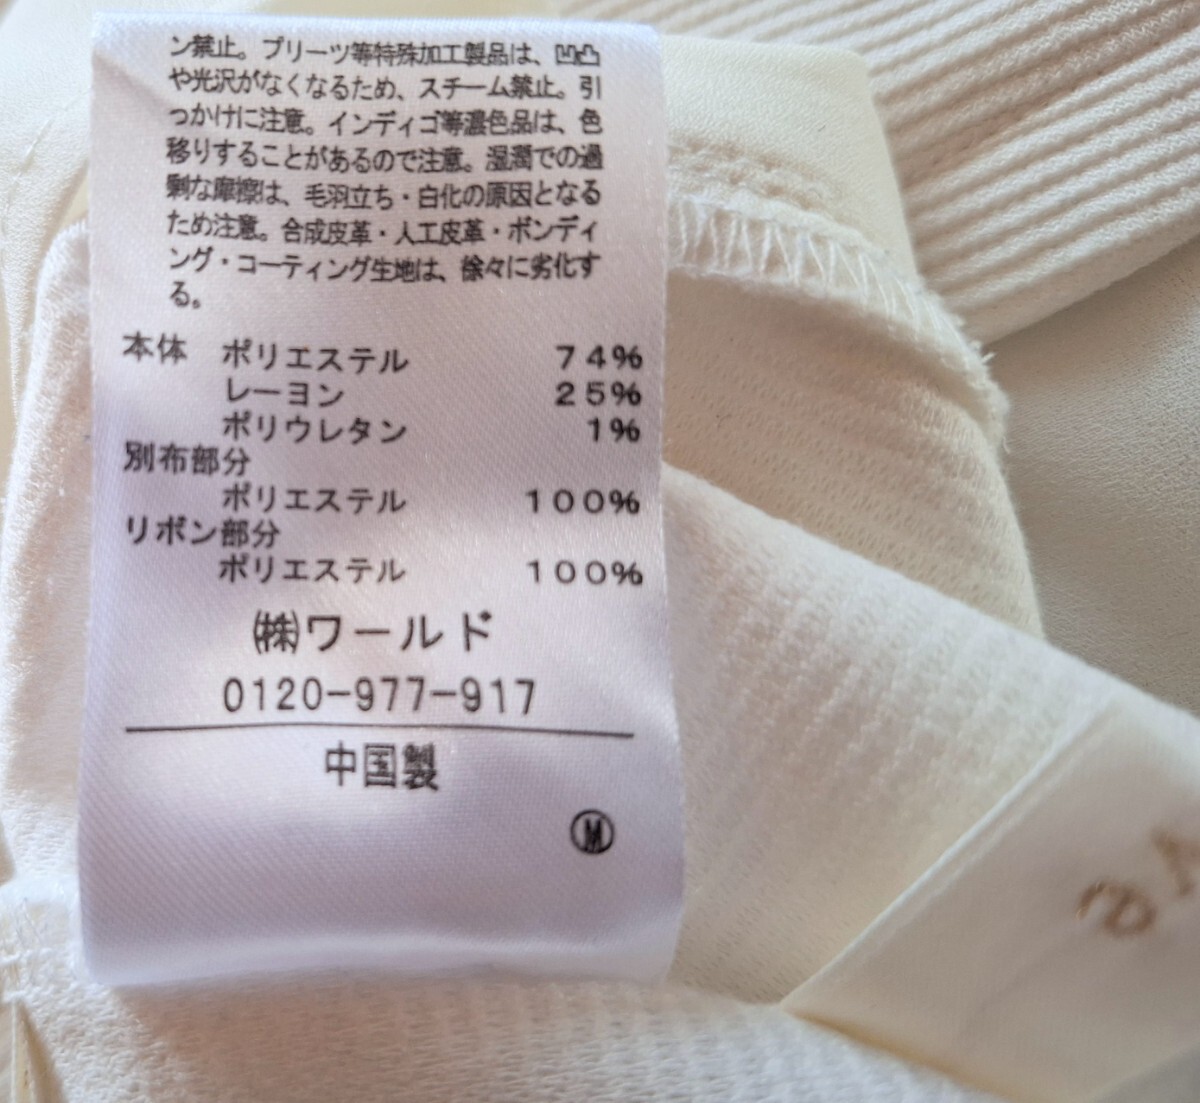 ン禁止。プリーツ等特殊加工製品は、凹凸
や光沢がなくなるため、スチーム禁止。引
っかけに注意。インディゴ等濃色品は、色
移りすることがあるので注意。湿潤での過
剰な摩擦は、毛羽立ち・白化の原因となる
ため注意。合成皮革・人工皮革・ボンディ
ング・コーティング生地は、徐々に劣化す
る。
本体 ポリエステル 74%
レーヨン 25%
ポリウレタン 1%
別布部分
ポリエステル 100%
リボン部分
ポリエステル 100%
㈱ワールド
0120-977-917
中国製
Ⓜ